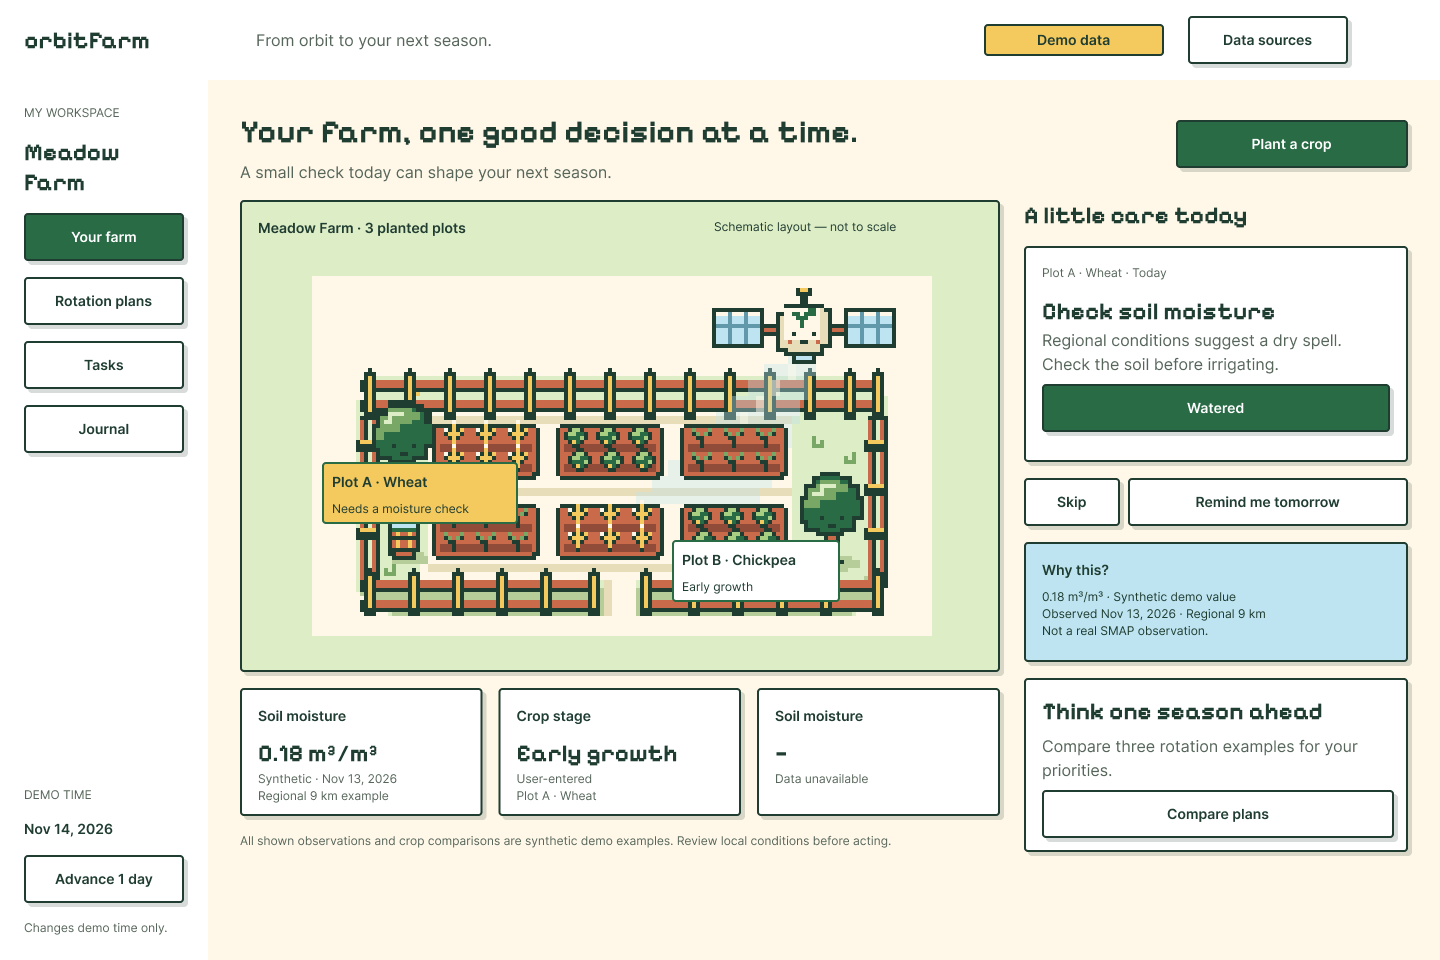 orbitFarm
From orbit to your next season.
Demo data
Data sources
MY WORKSPACE
Meadow
Farm
Your farm
Rotation plans
Tasks
Journal
DEMO TIME
Nov 14, 2026
Advance 1 day
Changes demo time only.
Your farm, one good decision at a time.
A small check today can shape your next season.
Plant a crop
Meadow Farm · 3 planted plots
Schematic layout — not to scale
Plot A · Wheat
Needs a moisture check
Plot B · Chickpea
Early growth
Soil moisture
0.18 m³/m³
Synthetic · Nov 13, 2026
Regional 9 km example
Crop stage
Early growth
User-entered
Plot A · Wheat
Soil moisture
–
Data unavailable
All shown observations and crop comparisons are synthetic demo examples. Review local conditions before acting.
A little care today
Plot A · Wheat · Today
Check soil moisture
Regional conditions suggest a dry spell.
Check the soil before irrigating.
Watered
Skip
Remind me tomorrow
Why this?
0.18 m³/m³ · Synthetic demo value
Observed Nov 13, 2026 · Regional 9 km
Not a real SMAP observation.
Think one season ahead
Compare three rotation examples for your
priorities.
Compare plans